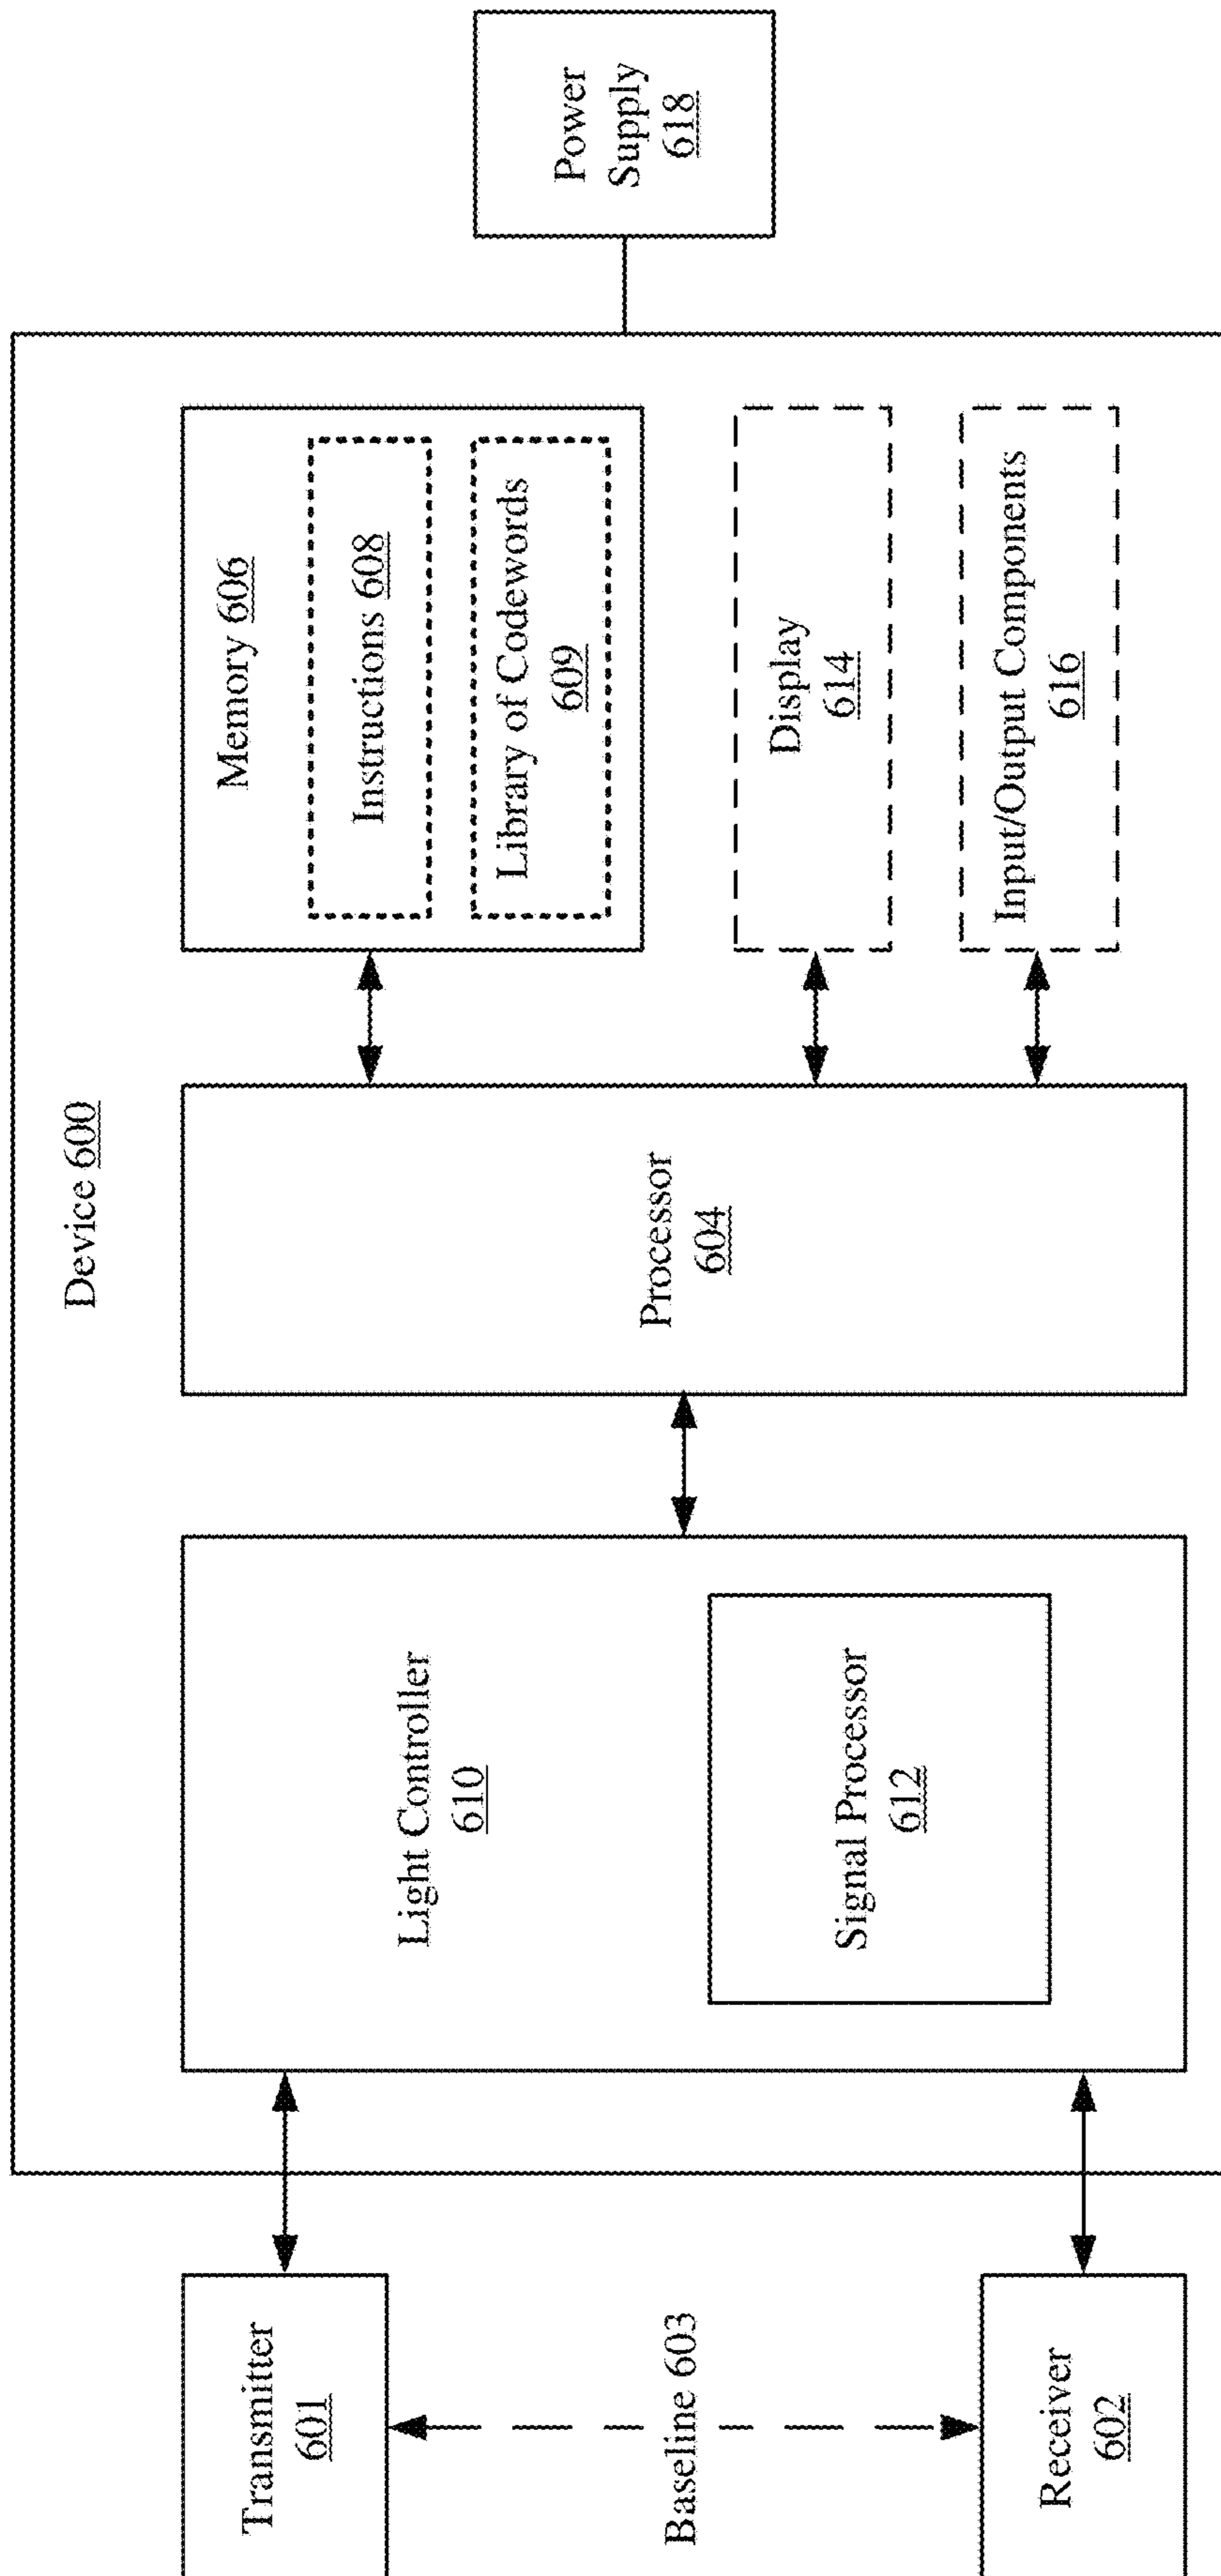 Device 600
Transmitter
601
Baseline 603
Receiver
602
Light Controller
610
Signal Processor
612
Processor
604
Memory 606
Instructions 608
Library of Codewords
609
Display
614
Input/Output Components
616
Power
Supply
618